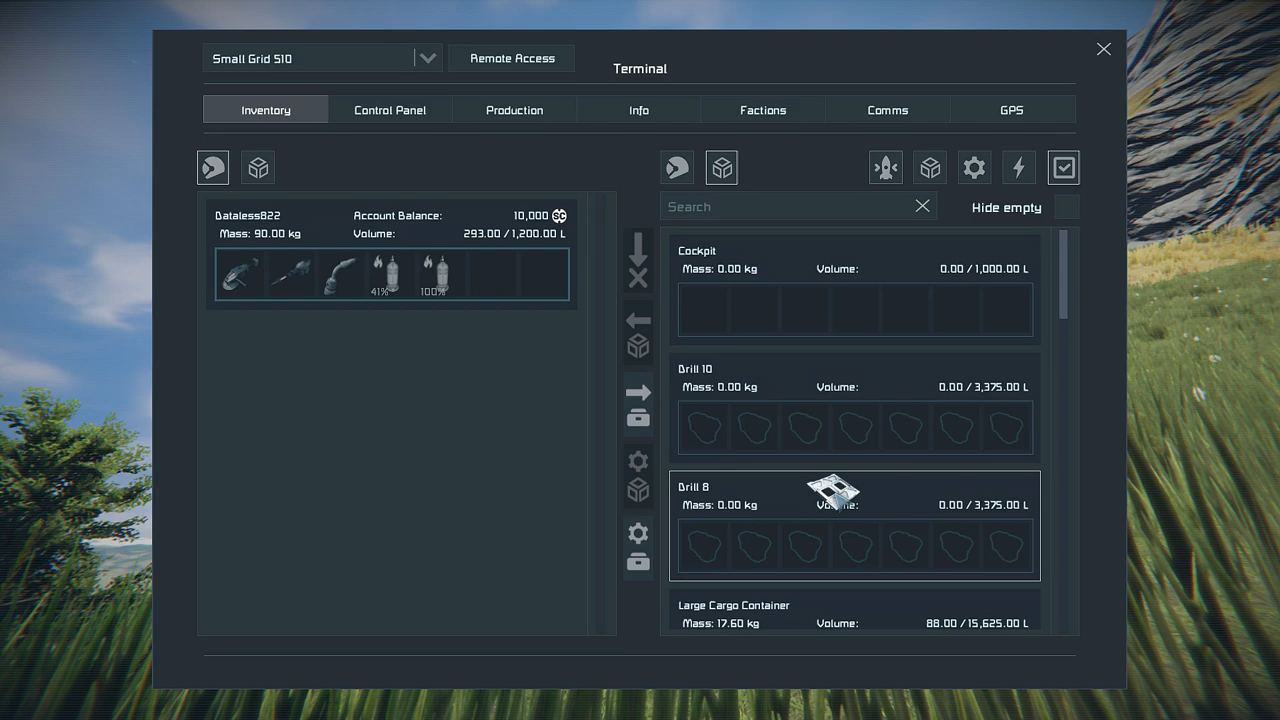 Small Grid 510
Remote Access
Terminal
Inventory
Control Panel
Production
Info
Factions
Comms
GPS
Search
Hide empty
Dataless822
Account Balance: 10,000 SC
Mass: 90.00 kg
Volume: 293.00 / 1,200.00 L
41%
100%
Cockpit
Mass: 0.00 kg
Volume: 0.00 / 1,000.00 L
Drill 10
Mass: 0.00 kg
Volume: 0.00 / 3,375.00 L
Drill 8
Mass: 0.00 kg
Volume: 0.00 / 3,375.00 L
Large Cargo Container
Mass: 17.60 kg
Volume: 88.00 / 15,625.00 L